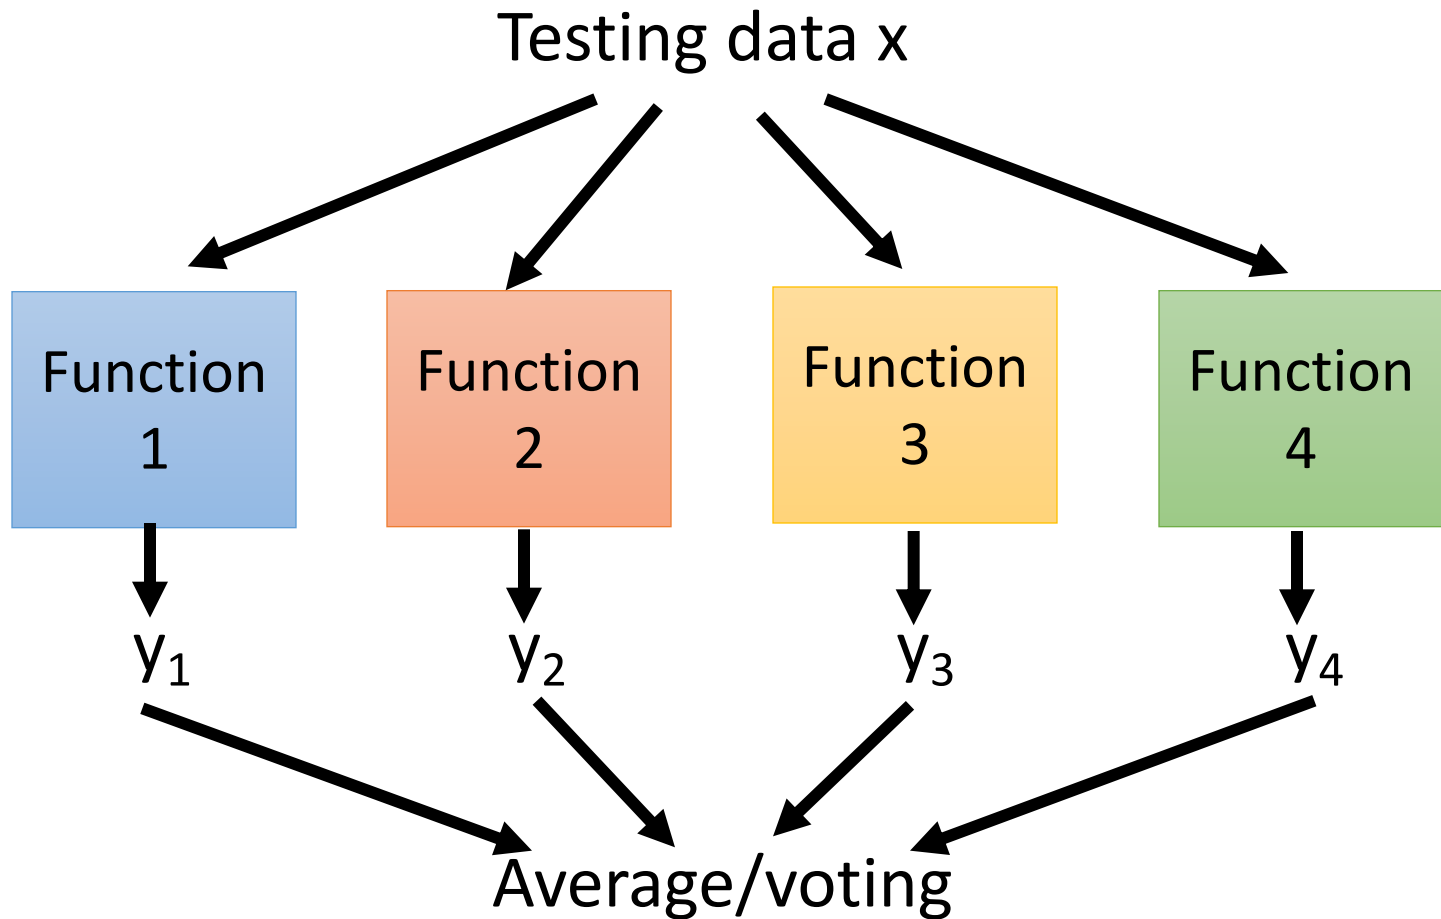 Testing data x
Function
1
Function
2
Function
3
Function
4
y₁
y₂
y₃
y₄
Average/voting